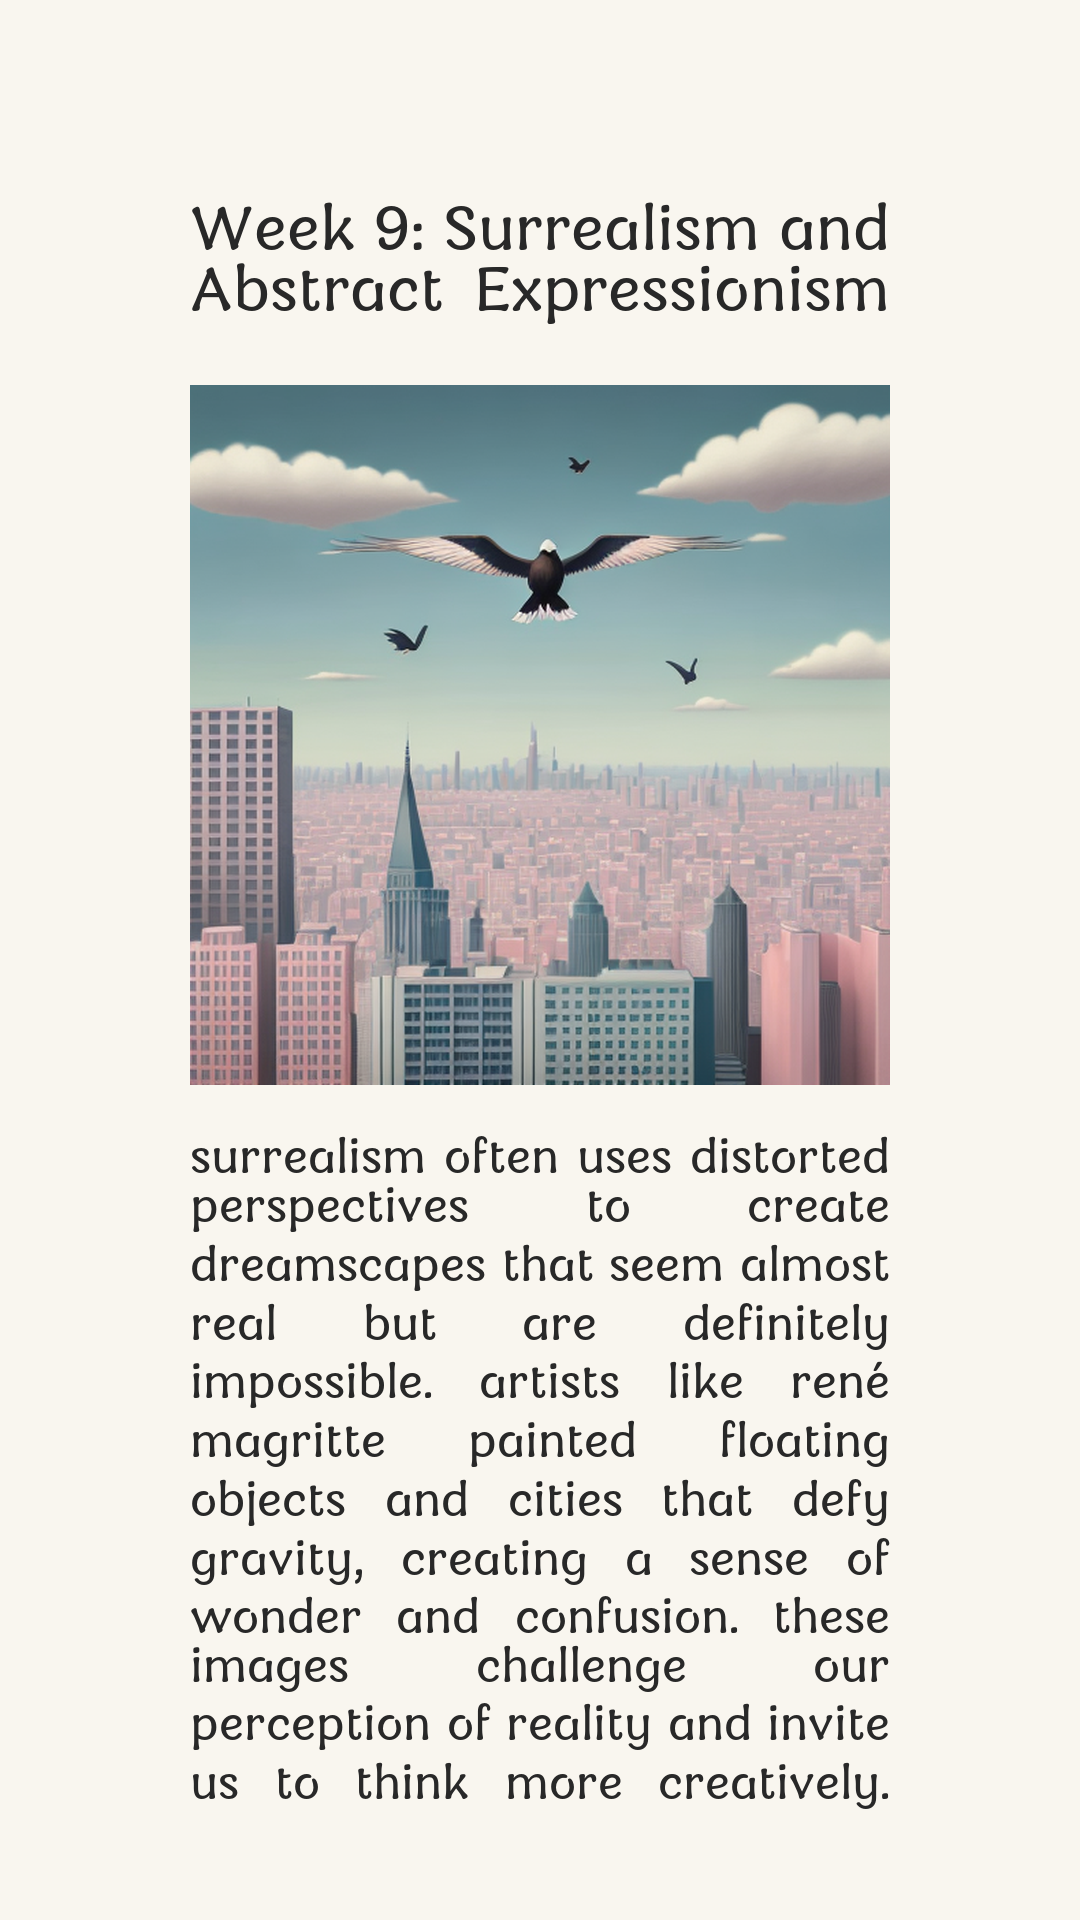 Week 9: Surrealism and
Abstract Expressionism
surrealism often uses distorted
perspectives to create
dreamscapes that seem almost
real but are definitely
impossible. artists like rené
magritte painted floating
objects and cities that defy
gravity, creating a sense of
wonder and confusion. these
images challenge our
perception of reality and invite
us to think more creatively.